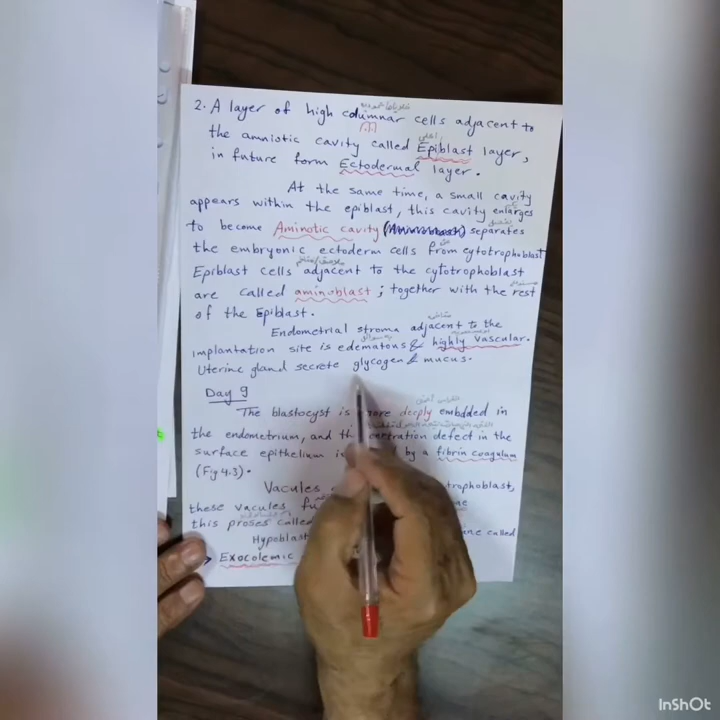 2. A layer of high columnar cells adjacent to
the amniotic cavity called Epiblast layer,
in future form Ectodermal layer.
At the same time, a small cavity
appears within the epiblast, this cavity enlarges
to become Aminotic cavity separates
the embryonic ectoderm cells from cytotrophoblast
Epiblast cells adjacent to the cytotrophoblast
are called aminoblast; together with the rest
of the Epiblast.
Endometrial stroma adjacent to the
implantation site is edematons & highly vascular.
Uterine gland secrete glycogen & mucus.
Day 9
The blastocyst is more deeply embdded in
the endometrium, and the in the
surface epithelium by a fibrin coagulum
(Fig 4.3).
Vacules trophoblast,
these vacules
this proses called
Hypoblast called
Exocolemic
InShOt